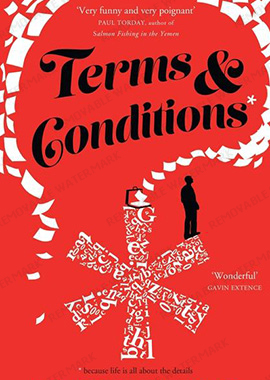 'Very funny and very poignant'
PAUL TORDAY, author of
Salmon Fishing in the Yemen
Terms &
Conditions*
'Wonderful'
GAVIN EXTENCE
*because life is all about the details